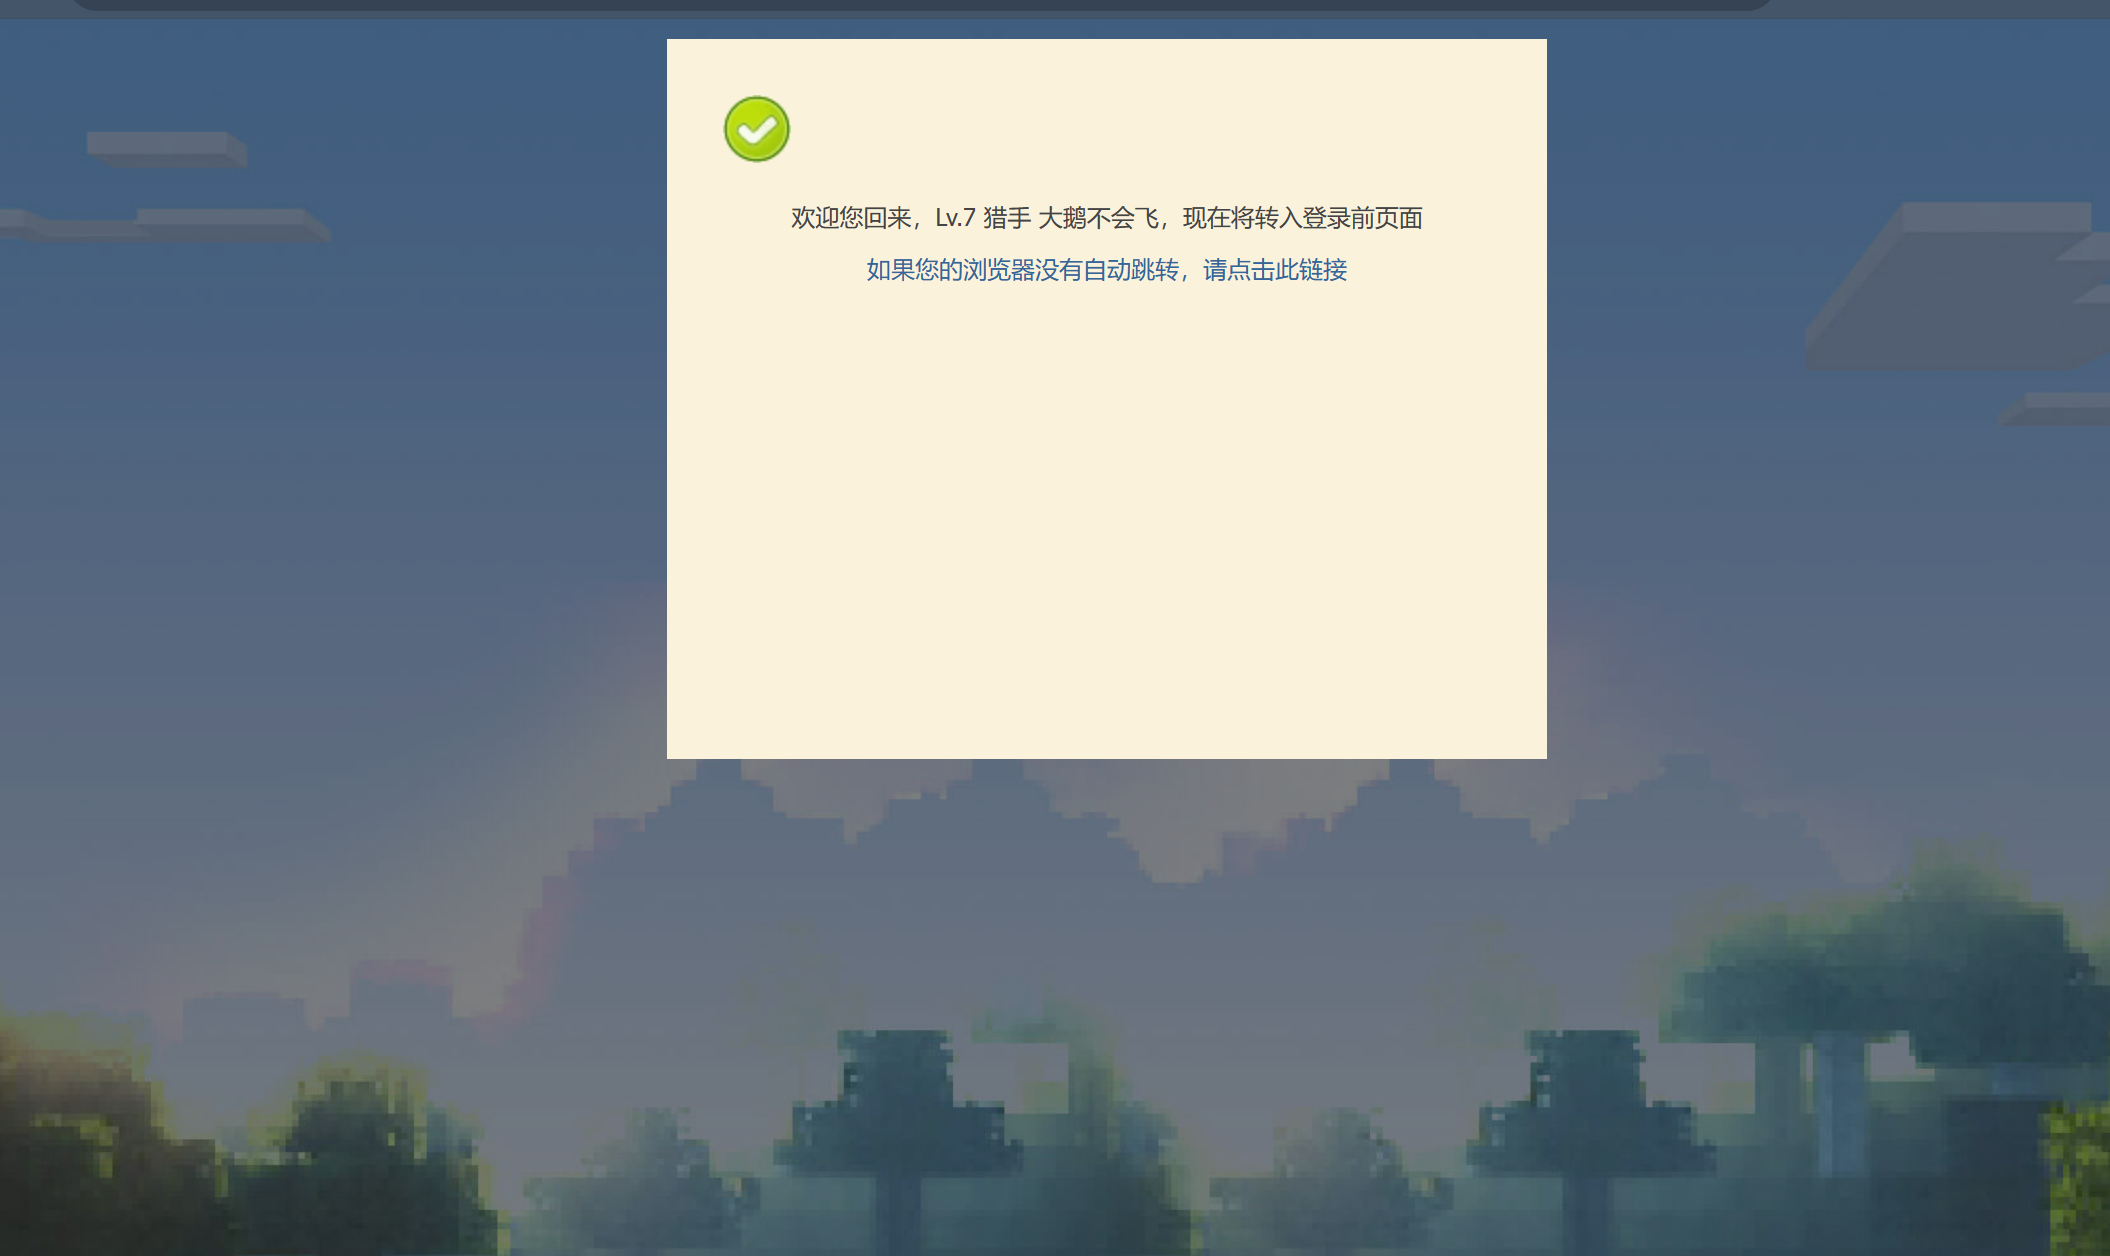 欢迎您回来，Lv.7 猎手 大鹅不会飞，现在将转入登录前页面
如果您的浏览器没有自动跳转，请点击此链接